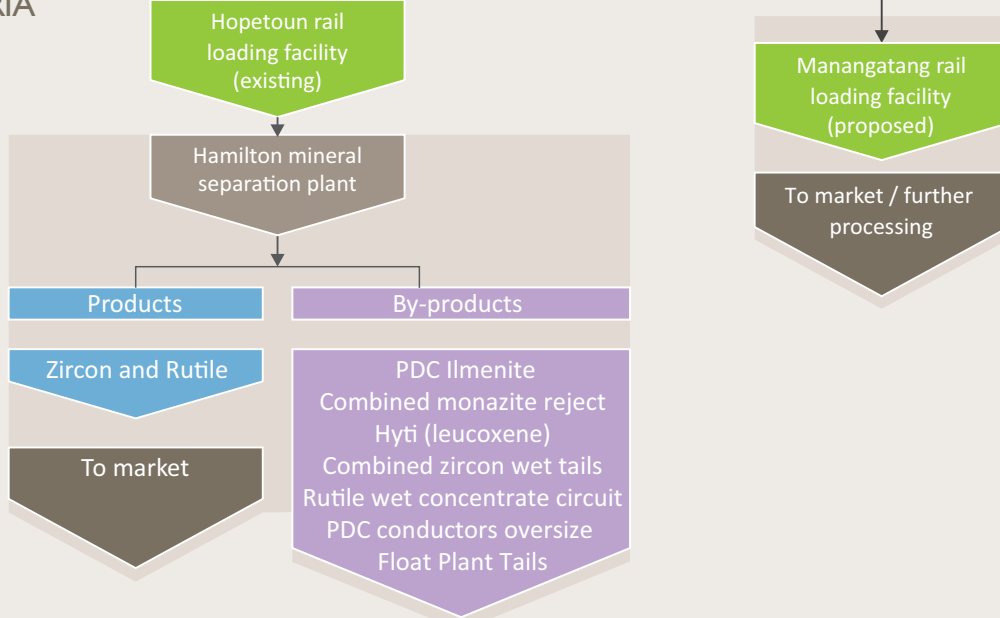 Hopetoun rail
loading facility
(existing)
Hamilton mineral
separation plant
Products
By-products
Zircon and Rutile
To market
PDC Ilmenite
Combined monazite reject
Hyti (leucoxene)
Combined zircon wet tails
Rutile wet concentrate circuit
PDC conductors oversize
Float Plant Tails
Manangatang rail
loading facility
(proposed)
To market / further
processing